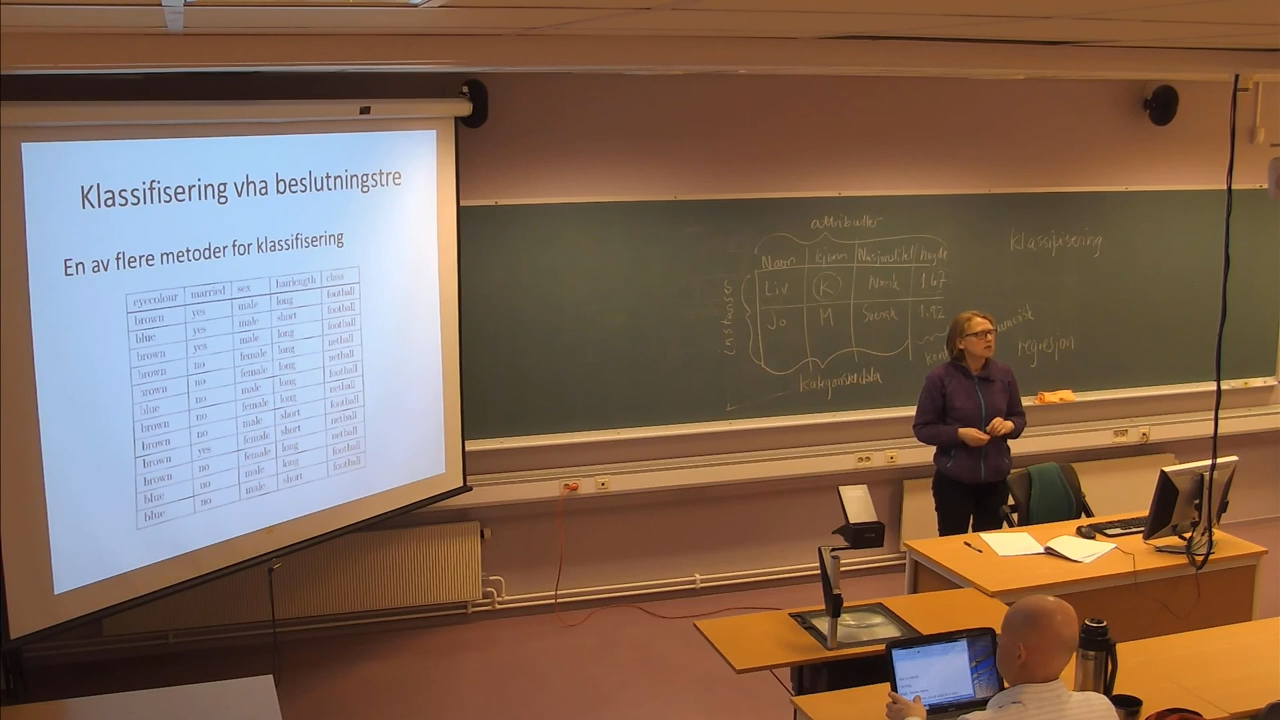 Klassifisering vha beslutningstre
En av flere metoder for klassifisering
eyecolour married sex hairlength class
brown yes male long football
blue yes male short football
brown yes male long football
brown no female long netball
brown no female long netball
blue no male long football
brown no female long netball
brown no male short football
brown yes female short netball
brown no female long netball
blue no male long football
blue no male short football
attributter
Navn Kjønn Nasjonalitet høyde
Liv K Norsk 1.67
Jo M Svensk 1.92
instanser
kategoriske data
Klassifisering
regresjon